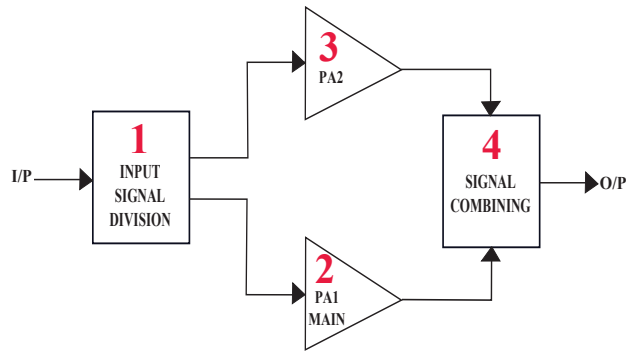 3
PA2
1
INPUT
SIGNAL
DIVISION
I/P
4
SIGNAL
COMBINING
O/P
2
PA1
MAIN